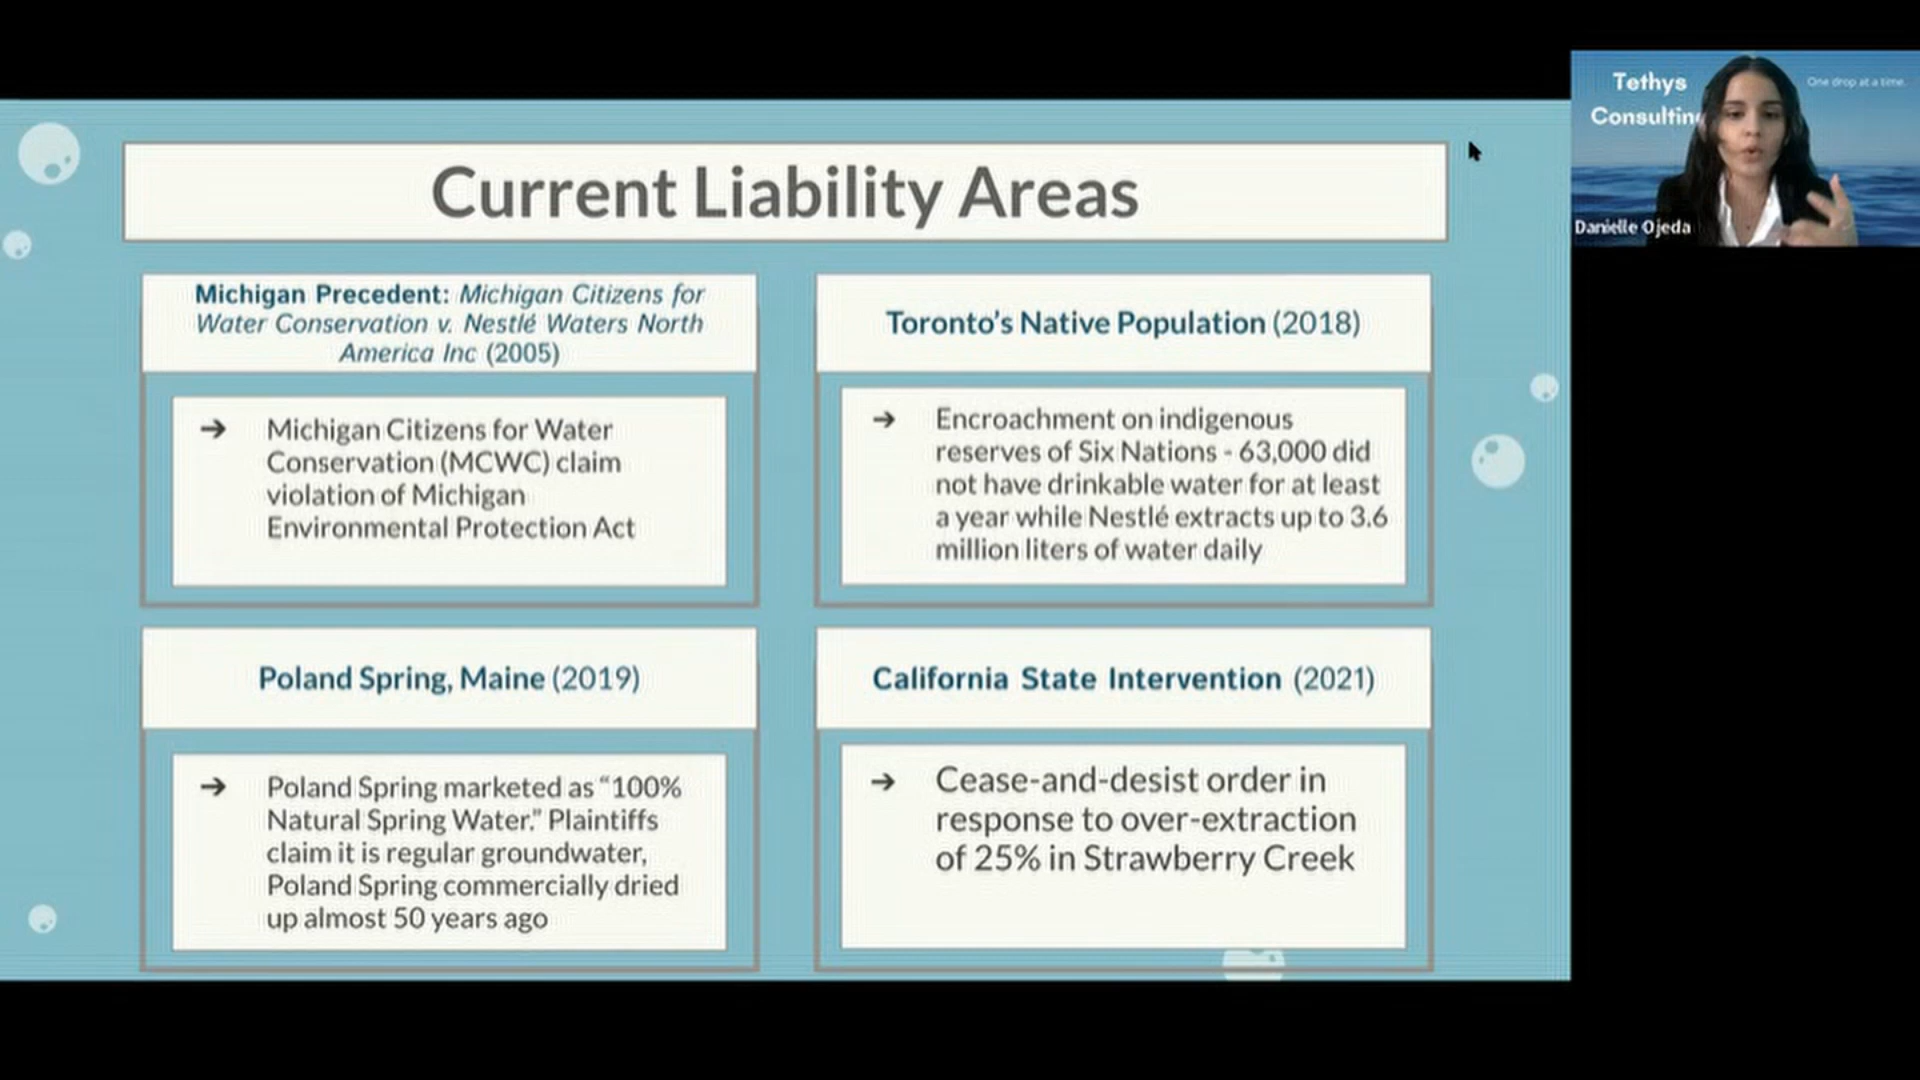 Current Liability Areas
Michigan Precedent: Michigan Citizens for
Water Conservation v. Nestlé Waters North
America Inc (2005)
➔ Michigan Citizens for Water
Conservation (MCWC) claim
violation of Michigan
Environmental Protection Act
Toronto’s Native Population (2018)
➔ Encroachment on indigenous
reserves of Six Nations - 63,000 did
not have drinkable water for at least
a year while Nestlé extracts up to 3.6
million liters of water daily
Poland Spring, Maine (2019)
➔ Poland Spring marketed as “100%
Natural Spring Water.” Plaintiffs
claim it is regular groundwater,
Poland Spring commercially dried
up almost 50 years ago
California State Intervention (2021)
➔ Cease-and-desist order in
response to over-extraction
of 25% in Strawberry Creek
Tethys
Consulting
One drop at a time.
Danielle Ojeda